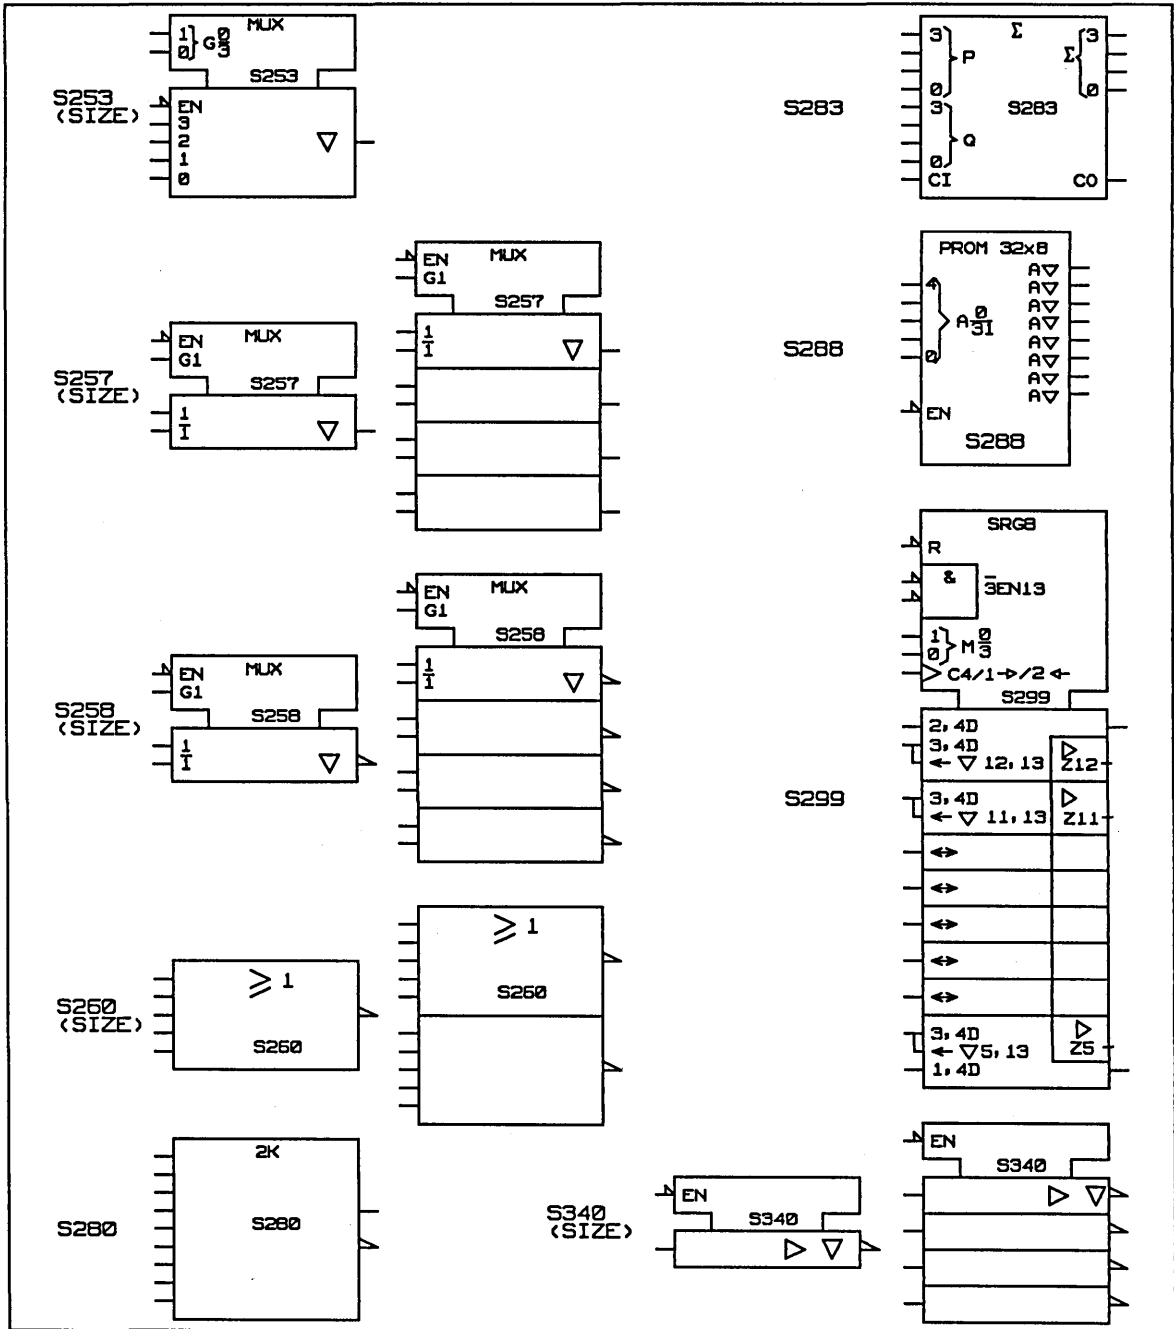 MUX
1
0
G 0/3
S253
S253
(SIZE)
EN
3
2
1
0
▽
MUX
EN
G1
S257
1
1̅
▽
S257
(SIZE)
MUX
EN
G1
S257
1
1̅
▽
MUX
EN
G1
S258
1
1̅
▽
S258
(SIZE)
MUX
EN
G1
S258
1
1̅
▽
≥ 1
S260
S260
(SIZE)
≥ 1
S260
S280
2K
S280
S283
Σ
3
0
P
3
0
Q
CI
Σ
3
0
S283
CO
S288
PROM 32x8
4
0
A 0/31
A▽
A▽
A▽
A▽
A▽
A▽
A▽
A▽
EN
S288
S299
SRG8
R
&
3̅EN13
1
0
M 0/3
C4/1→/2←
S299
2,4D
3,4D
← ▽ 12,13
▷
Z12
3,4D
← ▽ 11,13
▷
Z11
↔
↔
↔
↔
↔
3,4D
← ▽5,13
▷
Z5
1,4D
S340
(SIZE)
EN
S340
▷ ▽
EN
S340
▷ ▽